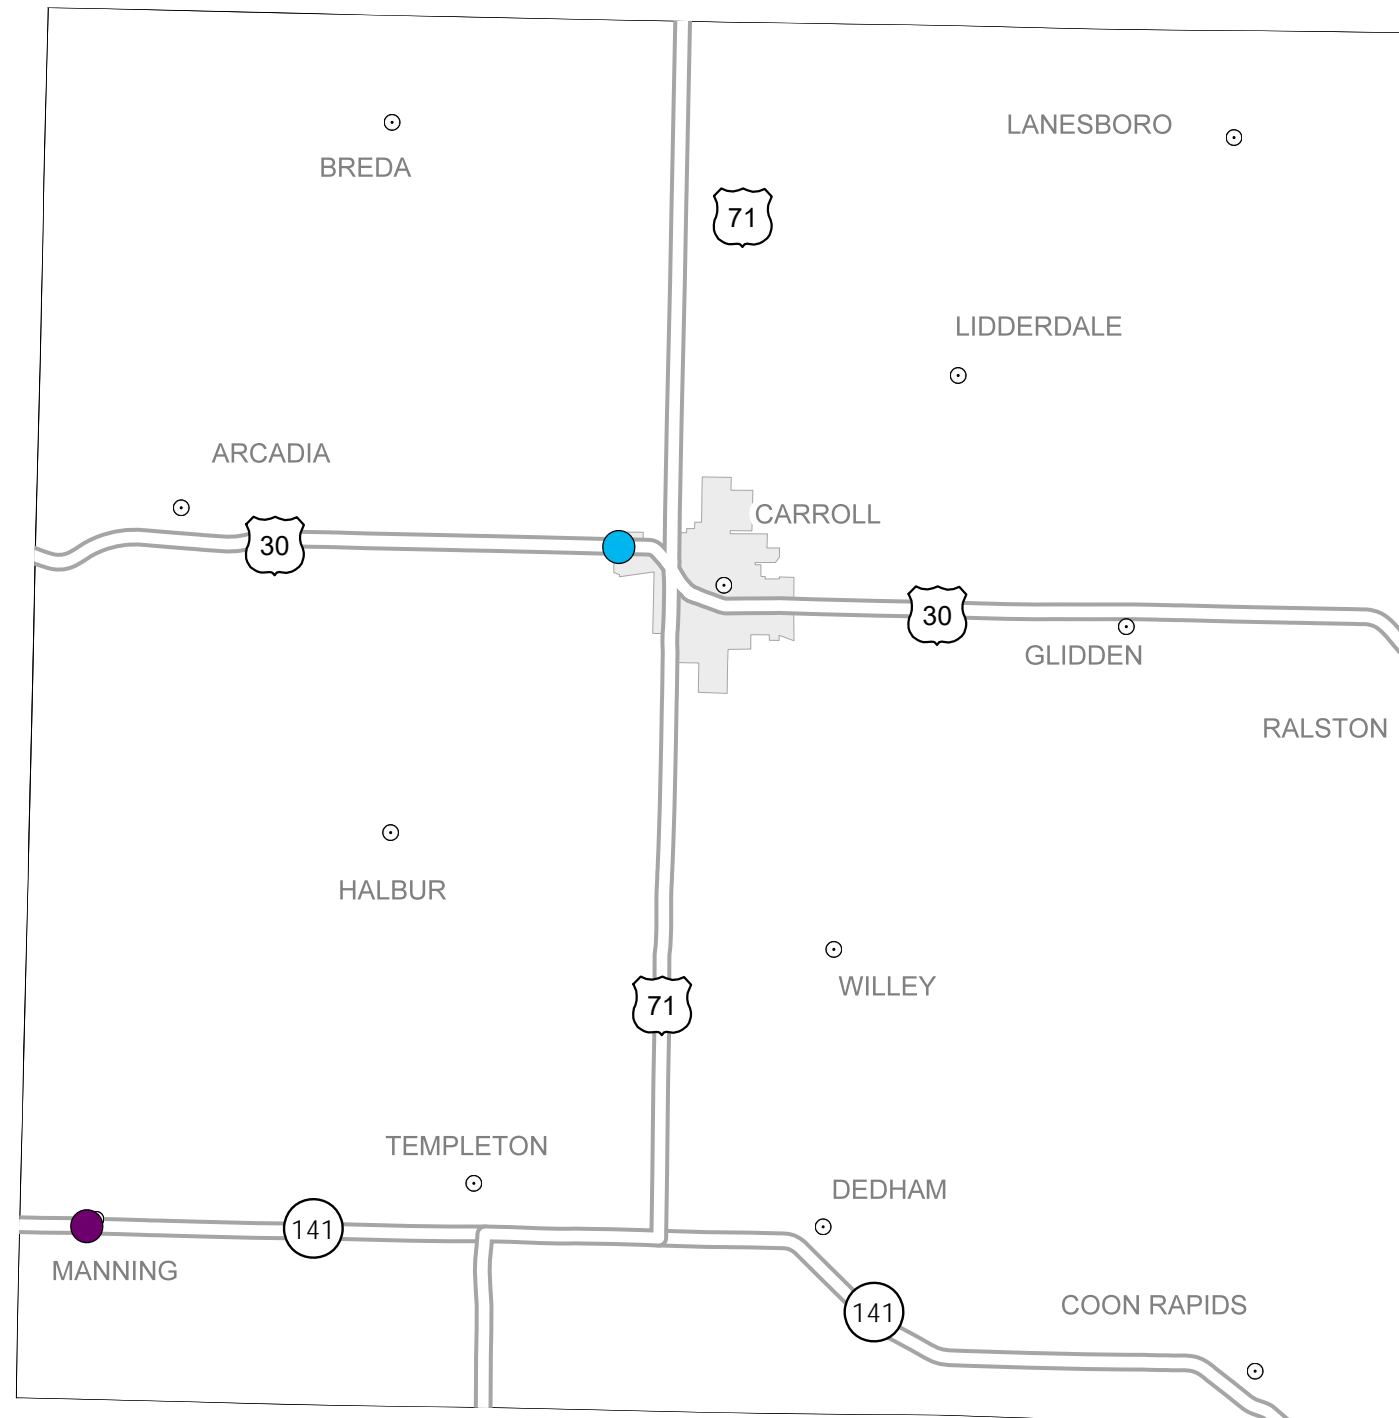 LANESBORO
BREDA
71
LIDDERDALE
ARCADIA
CARROLL
30
30
GLIDDEN
RALSTON
HALBUR
WILLEY
71
TEMPLETON
DEDHAM
141
MANNING
COON RAPIDS
141